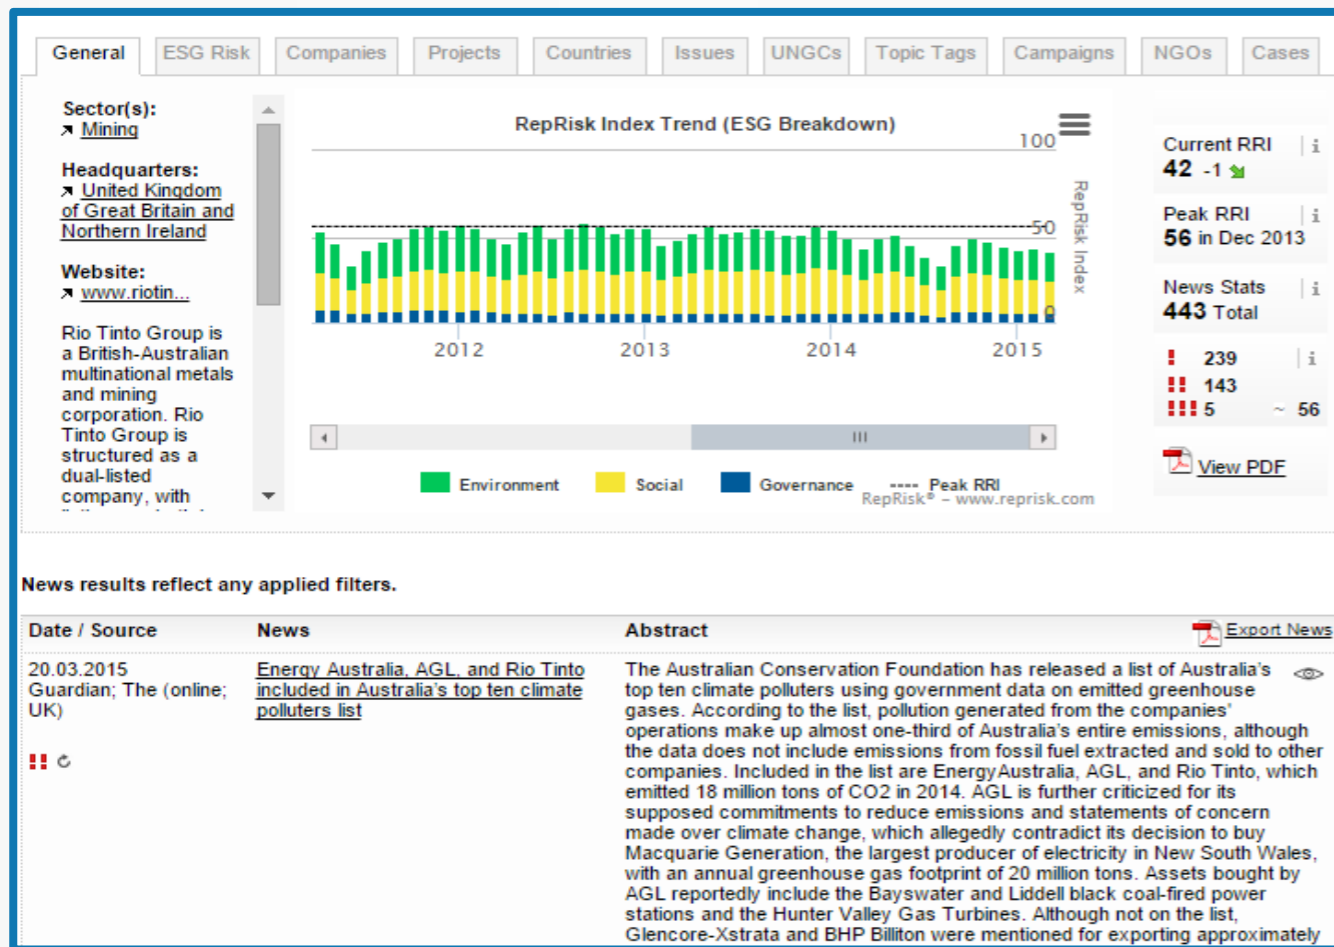 General ESG Risk Companies Projects Countries Issues UNGCs Topic Tags Campaigns NGOs Cases
Sector(s):
Mining
Headquarters:
United Kingdom
of Great Britain and
Northern Ireland
Website:
www.riotin...
Rio Tinto Group is
a British-Australian
multinational metals
and mining
corporation. Rio
Tinto Group is
structured as a
dual-listed
company, with
RepRisk Index Trend (ESG Breakdown)
100
50
0
RepRisk Index
2012 2013 2014 2015
Environment Social Governance Peak RRI
RepRisk® – www.reprisk.com
Current RRI i
42 -1
Peak RRI i
56 in Dec 2013
News Stats i
443 Total
! 239 i
!! 143
!!! 5 ~ 56
View PDF
News results reflect any applied filters.
Date / Source News Abstract Export News
20.03.2015
Guardian; The (online;
UK)
!!
Energy Australia, AGL, and Rio Tinto
included in Australia's top ten climate
polluters list
The Australian Conservation Foundation has released a list of Australia's
top ten climate polluters using government data on emitted greenhouse
gases. According to the list, pollution generated from the companies'
operations make up almost one-third of Australia's entire emissions, although
the data does not include emissions from fossil fuel extracted and sold to other
companies. Included in the list are EnergyAustralia, AGL, and Rio Tinto, which
emitted 18 million tons of CO2 in 2014. AGL is further criticized for its
supposed commitments to reduce emissions and statements of concern
made over climate change, which allegedly contradict its decision to buy
Macquarie Generation, the largest producer of electricity in New South Wales,
with an annual greenhouse gas footprint of 20 million tons. Assets bought by
AGL reportedly include the Bayswater and Liddell black coal-fired power
stations and the Hunter Valley Gas Turbines. Although not on the list,
Glencore-Xstrata and BHP Billiton were mentioned for exporting approximately